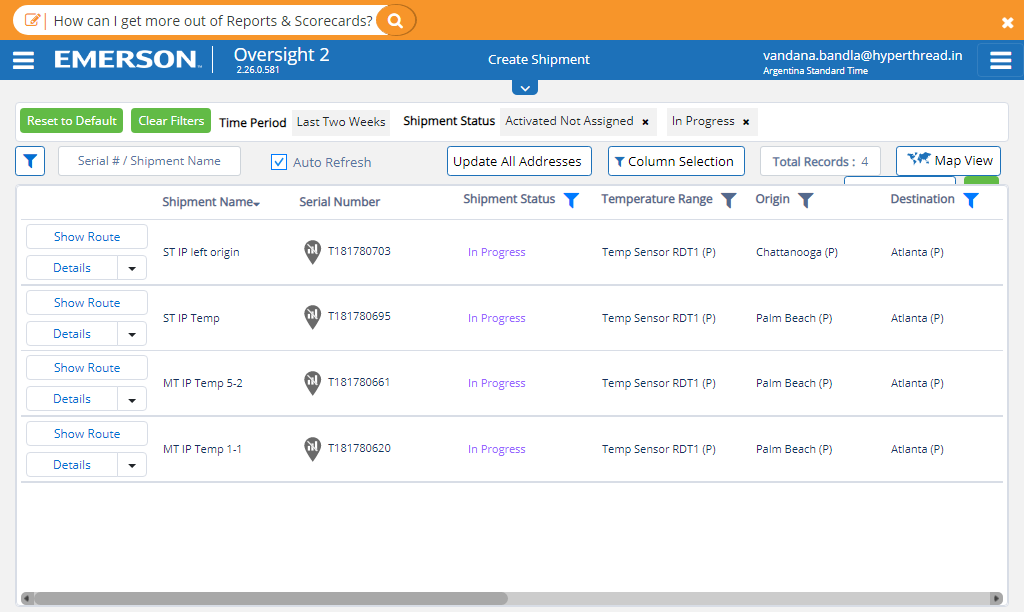 How can I get more out of Reports & Scorecards?
EMERSON.
Oversight 2
2.26.0.581
Create Shipment
vandana.bandla@hyperthread.in
Argentina Standard Time
Reset to Default
Clear Filters
Time Period
Last Two Weeks
Shipment Status
Activated Not Assigned ×
In Progress ×
Serial # / Shipment Name
Auto Refresh
Update All Addresses
Column Selection
Total Records : 4
Map View
Shipment Name Serial Number Shipment Status Temperature Range Origin Destination
Show Route
Details
ST IP left origin T181780703 In Progress Temp Sensor RDT1 (P) Chattanooga (P) Atlanta (P)
Show Route
Details
ST IP Temp T181780695 In Progress Temp Sensor RDT1 (P) Palm Beach (P) Atlanta (P)
Show Route
Details
MT IP Temp 5-2 T181780661 In Progress Temp Sensor RDT1 (P) Palm Beach (P) Atlanta (P)
Show Route
Details
MT IP Temp 1-1 T181780620 In Progress Temp Sensor RDT1 (P) Palm Beach (P) Atlanta (P)